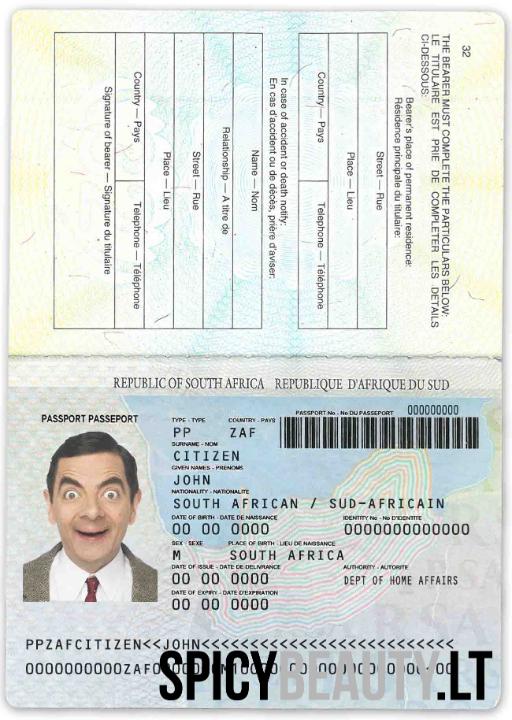 32
THE BEARER MUST COMPLETE THE PARTICULARS BELOW:
LE TITULAIRE EST PRIE DE COMPLETER LES DETAILS
CI-DESSOUS:
Bearer's place of permanent residence:
Résidence principale du titulaire:
Street — Rue
Place — Lieu
Country — Pays Telephone — Téléphone
In case of accident or death notify:
En cas d'accident ou de décès, prière d'aviser:
Name — Nom
Relationship — A titre de
Street — Rue
Place — Lieu
Country — Pays Telephone — Téléphone
Signature of bearer — Signature du titulaire
REPUBLIC OF SOUTH AFRICA REPUBLIQUE D'AFRIQUE DU SUD
PASSPORT PASSEPORT
TYPE - TYPE COUNTRY - PAYS PASSPORT No. - No DU PASSEPORT 000000000
PP ZAF
SURNAME - NOM
CITIZEN
GIVEN NAMES - PRENOMS
JOHN
NATIONALITY - NATIONALITE
SOUTH AFRICAN / SUD-AFRICAIN
DATE OF BIRTH - DATE DE NAISSANCE IDENTITY No - No D'IDENTITE
00 00 0000 0000000000000
SEX - SEXE PLACE OF BIRTH - LIEU DE NAISSANCE
M SOUTH AFRICA
DATE OF ISSUE - DATE DE DELIVRANCE AUTHORITY - AUTORITE
00 00 0000 DEPT OF HOME AFFAIRS
DATE OF EXPIRY - DATE D'EXPIRATION
00 00 0000
PPZAFCITIZEN<<JOHN<<<<<<<<<<<<<<<<<<<<<<<<<<
SPICYBEAUTY.LT